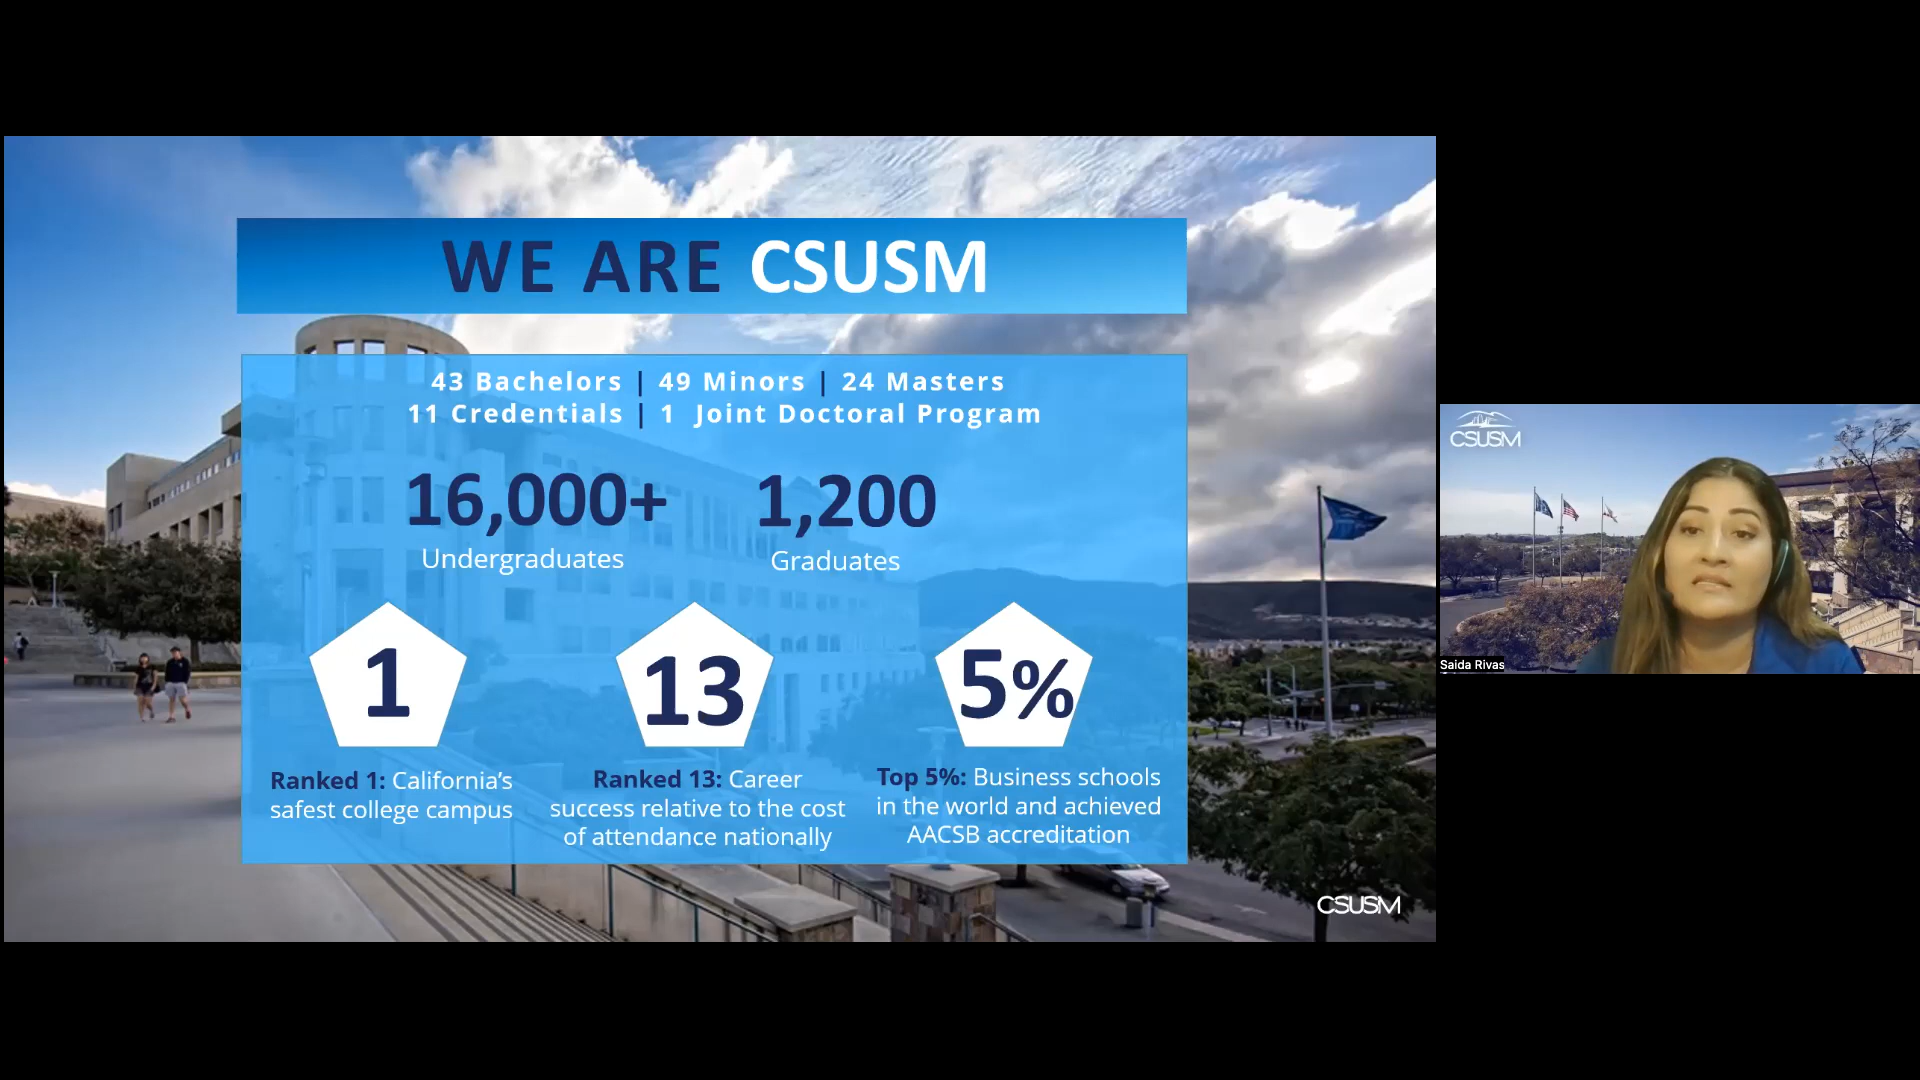 WE ARE CSUSM
43 Bachelors | 49 Minors | 24 Masters
11 Credentials | 1 Joint Doctoral Program
16,000+
Undergraduates
1,200
Graduates
1
Ranked 1: California's
safest college campus
13
Ranked 13: Career
success relative to the cost
of attendance nationally
5%
Top 5%: Business schools
in the world and achieved
AACSB accreditation
CSUSM
CSUSM
Saida Rivas